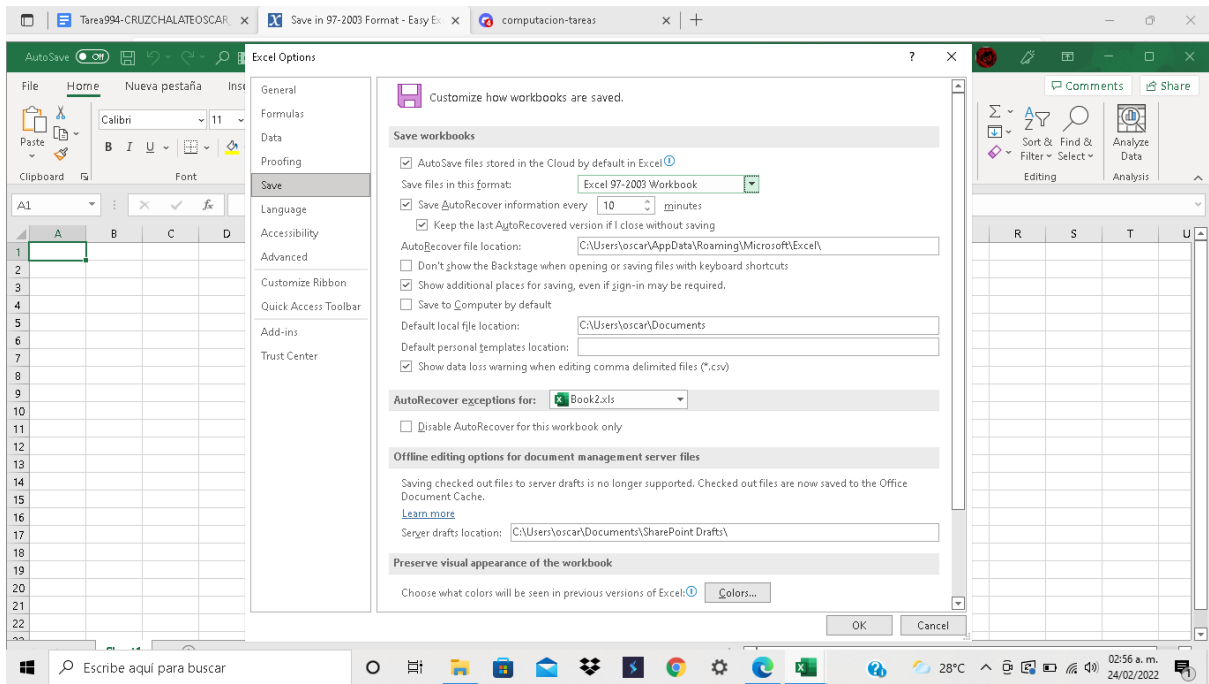 Tarea994-CRUZCHALATEOSCAR_
Save in 97-2003 Format - Easy Ex
computacion-tareas
AutoSave Off
Excel Options
File Home Nueva pestaña Inse
Comments Share
Paste
Clipboard
Calibri 11
B I U
Font
Sort & Filter
Find & Select
Editing
Analyze Data
Analysis
A1
fx
A B C D
R S T U
1
2
3
4
5
6
7
8
9
10
11
12
13
14
15
16
17
18
19
20
21
22
General
Formulas
Data
Proofing
Save
Language
Accessibility
Advanced
Customize Ribbon
Quick Access Toolbar
Add-ins
Trust Center
Customize how workbooks are saved.
Save workbooks
AutoSave files stored in the Cloud by default in Excel
Save files in this format: Excel 97-2003 Workbook
Save AutoRecover information every 10 minutes
Keep the last AutoRecovered version if I close without saving
AutoRecover file location: C:\Users\oscar\AppData\Roaming\Microsoft\Excel\
Don't show the Backstage when opening or saving files with keyboard shortcuts
Show additional places for saving, even if sign-in may be required.
Save to Computer by default
Default local file location: C:\Users\oscar\Documents
Default personal templates location:
Show data loss warning when editing comma delimited files (*.csv)
AutoRecover exceptions for: Book2.xls
Disable AutoRecover for this workbook only
Offline editing options for document management server files
Saving checked out files to server drafts is no longer supported. Checked out files are now saved to the Office
Document Cache.
Learn more
Server drafts location: C:\Users\oscar\Documents\SharePoint Drafts\
Preserve visual appearance of the workbook
Choose what colors will be seen in previous versions of Excel: Colors...
OK Cancel
Escribe aquí para buscar
28°C
02:56 a. m.
24/02/2022
1